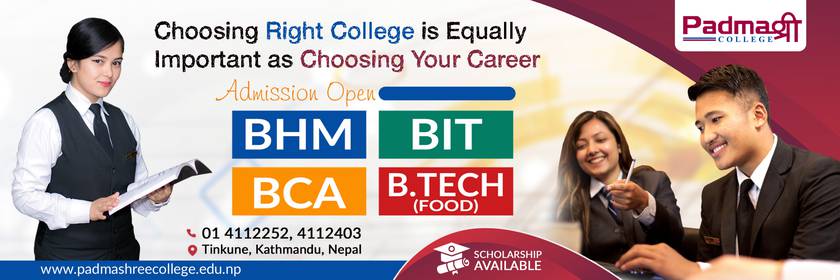 Choosing Right College is Equally
Important as Choosing Your Career
Padmaश्री
COLLEGE
Admission Open
BHM
BIT
BCA
B.TECH
(FOOD)
01 4112252, 4112403
Tinkune, Kathmandu, Nepal
www.padmashreecollege.edu.np
SCHOLARSHIP
AVAILABLE